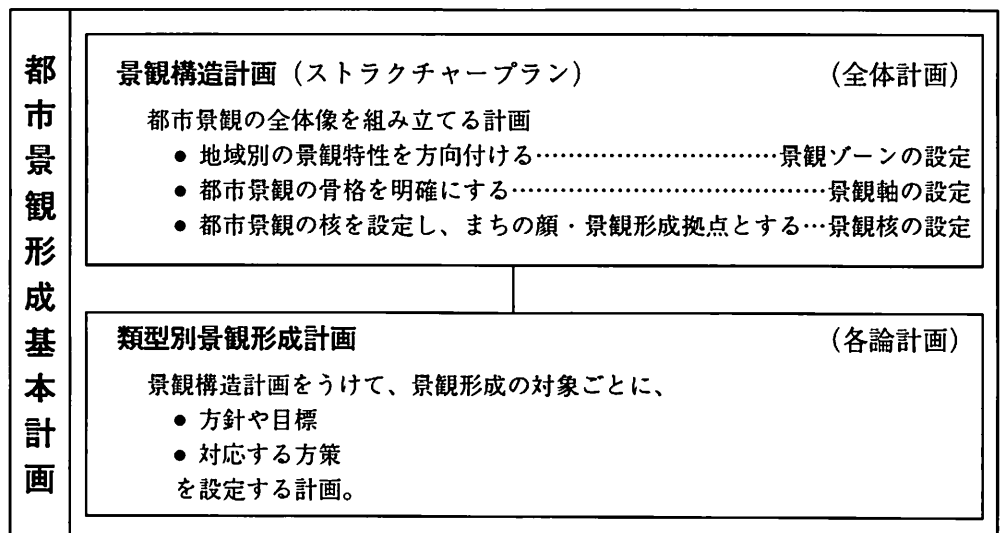 都市景観形成基本計画
景観構造計画（ストラクチャープラン）（全体計画）
都市景観の全体像を組み立てる計画
● 地域別の景観特性を方向付ける…………………………景観ゾーンの設定
● 都市景観の骨格を明確にする…………………………………景観軸の設定
● 都市景観の核を設定し、まちの顔・景観形成拠点とする…景観核の設定
類型別景観形成計画（各論計画）
景観構造計画をうけて、景観形成の対象ごとに、
● 方針や目標
● 対応する方策
を設定する計画。